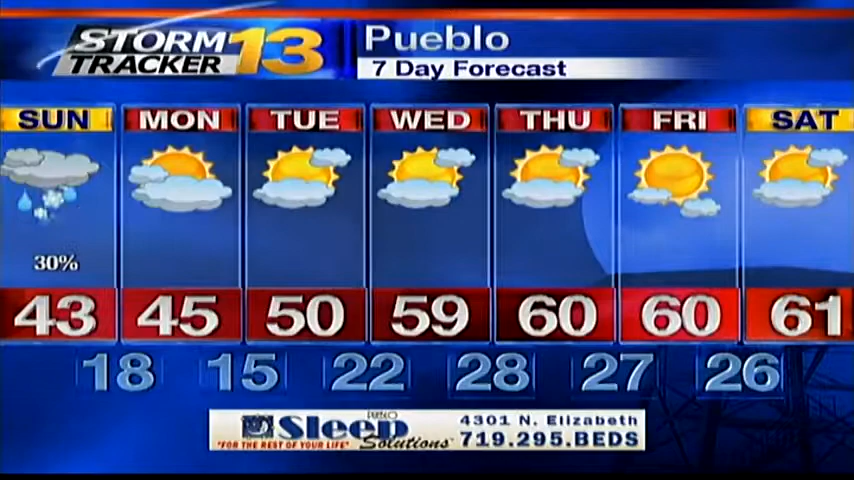 STORM
TRACKER 13
Pueblo
7 Day Forecast
SUN MON TUE WED THU FRI SAT
30%
43 45 50 59 60 60 61
18 15 22 28 27 26
PUEBLO
Sleep
Solutions
"FOR THE REST OF YOUR LIFE"
4301 N. Elizabeth
719.295.BEDS